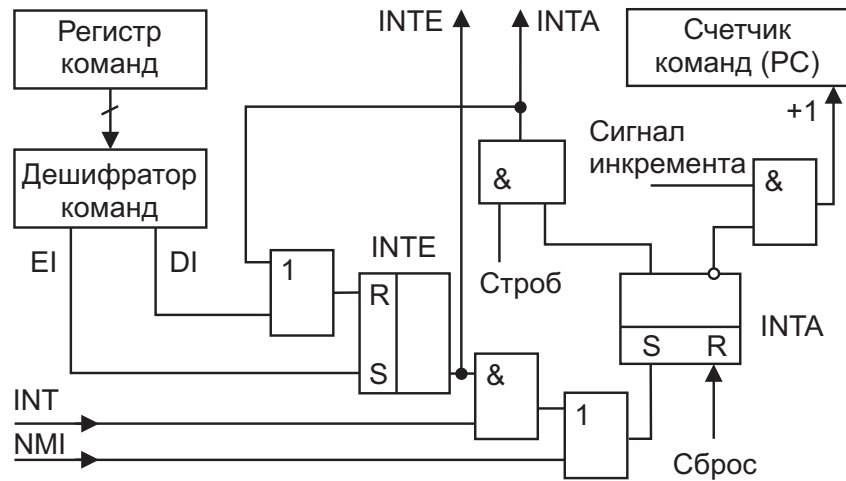 INTE
INTA
Регистр
команд
Счетчик
команд (PC)
+1
Сигнал
инкремента
&
&
Дешифратор
команд
EI
DI
INTE
1
R
S
Строб
INTA
S R
&
1
INT
NMI
Сброс